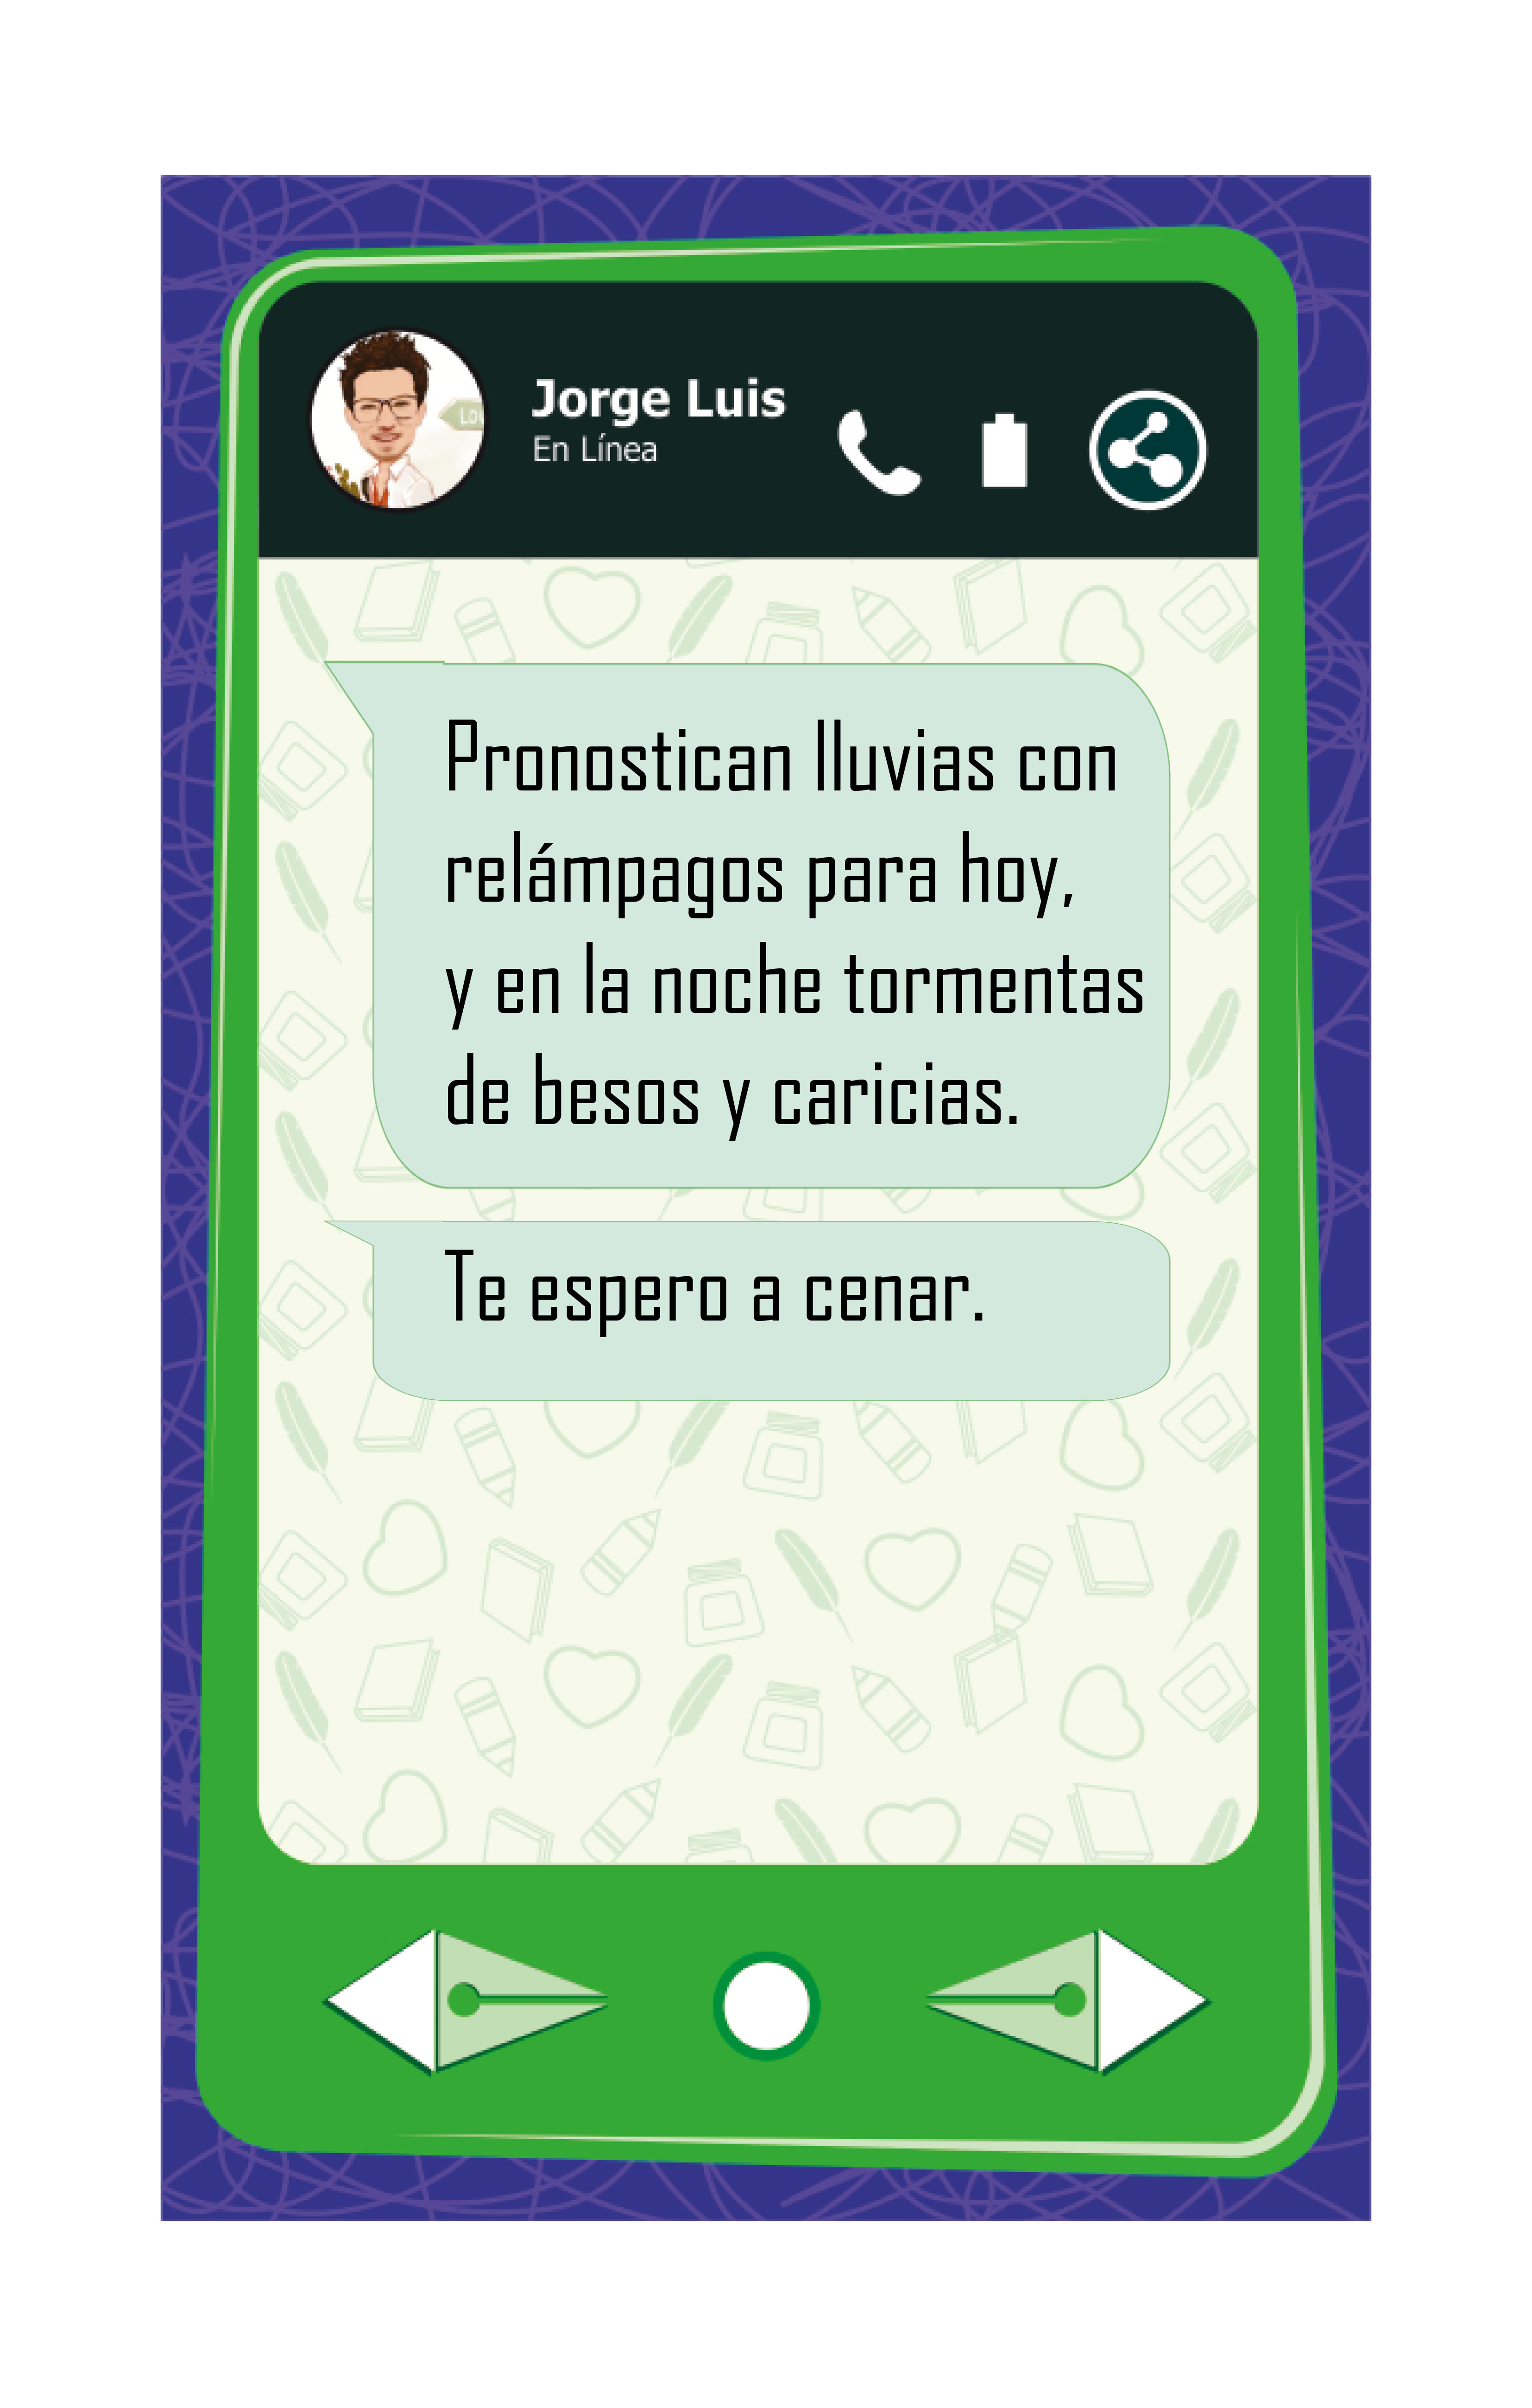 Jorge Luis
En Línea
Pronostican lluvias con
relámpagos para hoy,
y en la noche tormentas
de besos y caricias.
Te espero a cenar.